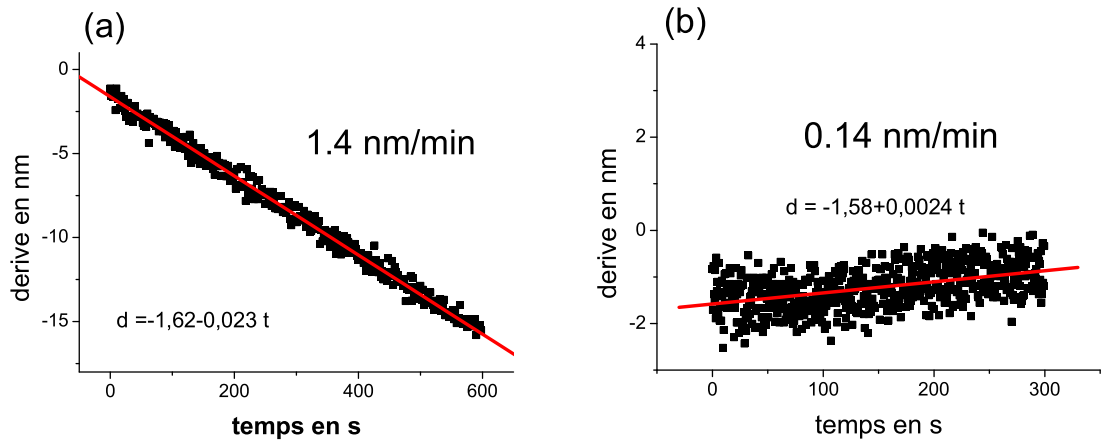 (a)
0
-5
-10
-15
derive en nm
1.4 nm/min
d =-1,62-0,023 t
0
200
400
600
temps en s
(b)
4
2
0
-2
derive en nm
0.14 nm/min
d = -1,58+0,0024 t
0
100
200
300
temps en s